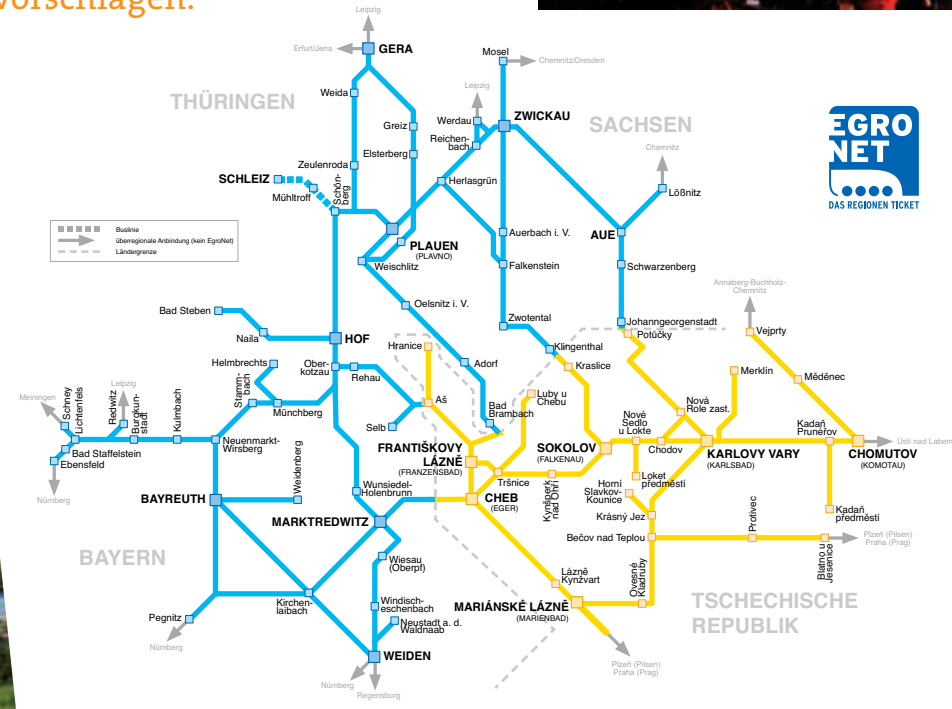 vorschlagen.
Leipzig
Erfurt/Jena
GERA
Mosel
Chemnitz/Dresden
THÜRINGEN
Weida
Leipzig
Greiz
Werdau
ZWICKAU
SACHSEN
Reichen-
bach
EGRO
NET
DAS REGIONEN TICKET
Elsterberg
Chemnitz
Zeulenroda
SCHLEIZ
Mühltroff
Schön-
berg
Herlasgrün
Lößnitz
Buslinie
überregionale Anbindung (kein EgroNet)
Ländergrenze
PLAUEN
(PLAVNO)
Auerbach i. V.
AUE
Weischlitz
Falkenstein
Schwarzenberg
Annaberg-Buchholz-
Chemnitz
Bad Steben
Oelsnitz i. V.
Zwotental
Johanngeorgenstadt
Potůčky
Vejprty
Naila
HOF
Hranice
Klingenthal
Helmbrechts
Ober-
kotzau
Rehau
Adorf
Kraslice
Merklín
Měděnec
Leipzig
Meiningen
Schney
Lichtenfels
Redwitz
Burgkun-
stadt
Kulmbach
Stamm-
bach
Münchberg
Aš
Selb
Bad
Brambach
Luby u
Chebu
Nové
Sedlo
u Lokte
Nová
Role zast.
Kadaň
Prunéřov
Bad Staffelstein
Ebensfeld
Neuenmarkt-
Wirsberg
FRANTIŠKOVY
LÁZNĚ
(FRANZENSBAD)
SOKOLOV
(FALKENAU)
Chodov
KARLOVY VARY
(KARLSBAD)
CHOMUTOV
(KOMOTAU)
Ústí nad Labem
Nürnberg
Weidenberg
Wunsiedel-
Holenbrunn
Tršnice
Kynšperk
nad Ohří
Horní
Slavkov-
Kounice
Loket
předměstí
BAYREUTH
CHEB
(EGER)
Krásný Jez
Kadaň
předměstí
MARKTREDWITZ
Bečov nad Teplou
Protivec
Blatno u
Jesenice
Plzeň (Pilsen)
Praha (Prag)
BAYERN
Wiesau
(Oberpf)
Lázně
Kynžvart
Ovesné
Kladruby
Kirchen-
laibach
Windisch-
eschenbach
MARIÁNSKÉ LÁZNĚ
(MARIENBAD)
TSCHECHISCHE
REPUBLIK
Pegnitz
Neustadt a. d.
Waldnaab
Nürnberg
WEIDEN
Plzeň (Pilsen)
Praha (Prag)
Nürnberg
Regensburg